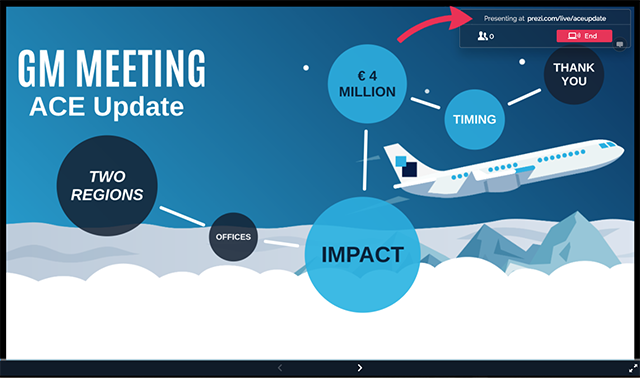 Presenting at prezi.com/live/aceupdate
0
End
GM MEETING
ACE Update
€ 4
MILLION
THANK
YOU
TIMING
TWO
REGIONS
OFFICES
IMPACT